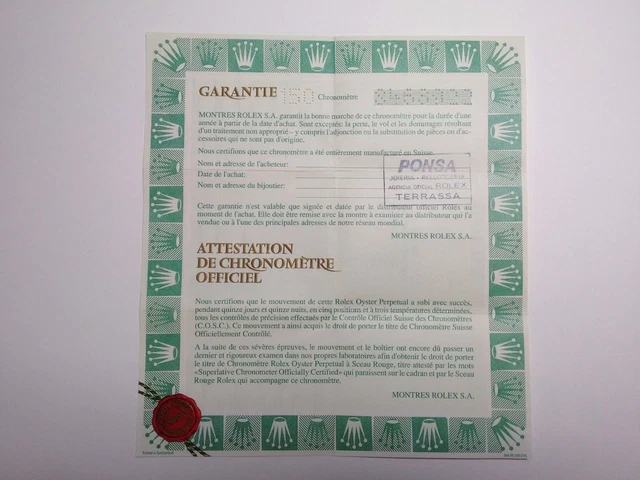 GARANTIE 150 Chronomètre
MONTRES ROLEX S.A. garantit la bonne marche de ce chronomètre pour la durée d'une
année à partir de la date d'achat. Sont exceptés: la perte, le vol et les dommages résultant
d'un traitement non approprié – y compris l'adjonction ou la substitution de pièces ou d'ac-
cessoires qui ne sont pas d'origine.
Nous certifions que ce chronomètre a été entièrement manufacturé en Suisse.
Nom et adresse de l'acheteur:
Date de l'achat:
Nom et adresse du bijoutier:
PONSA
JOYERIA - RELOJERIA
AGENCIA OFICIAL ROLEX
TERRASSA
Cette garantie n'est valable que signée et datée par le distributeur officiel Rolex au
moment de l'achat. Elle doit être remise avec la montre à examiner au distributeur qui l'a
vendue ou à l'une des principales adresses de notre réseau mondial.
MONTRES ROLEX S.A.
ATTESTATION
DE CHRONOMÈTRE
OFFICIEL
Nous certifions que le mouvement de cette Rolex Oyster Perpetual a subi avec succès,
pendant quinze jours et quinze nuits, en cinq positions et à trois températures déterminées,
tous les contrôles de précision effectués par le Contrôle Officiel Suisse des Chronomètres
(C.O.S.C.). Ce mouvement a ainsi acquis le droit de porter le titre de Chronomètre Suisse
Officiellement Contrôlé.
A la suite de ces sévères épreuves, le mouvement et le boîtier ont encore dû passer un
dernier et rigoureux examen dans nos propres laboratoires afin d'obtenir le droit de porter
le titre de Chronomètre Rolex Oyster Perpetual à Sceau Rouge, titre attesté par les mots
«Superlative Chronometer Officially Certified» qui paraissent sur le cadran et par le Sceau
Rouge Rolex qui accompagne ce chronomètre.
MONTRES ROLEX S.A.